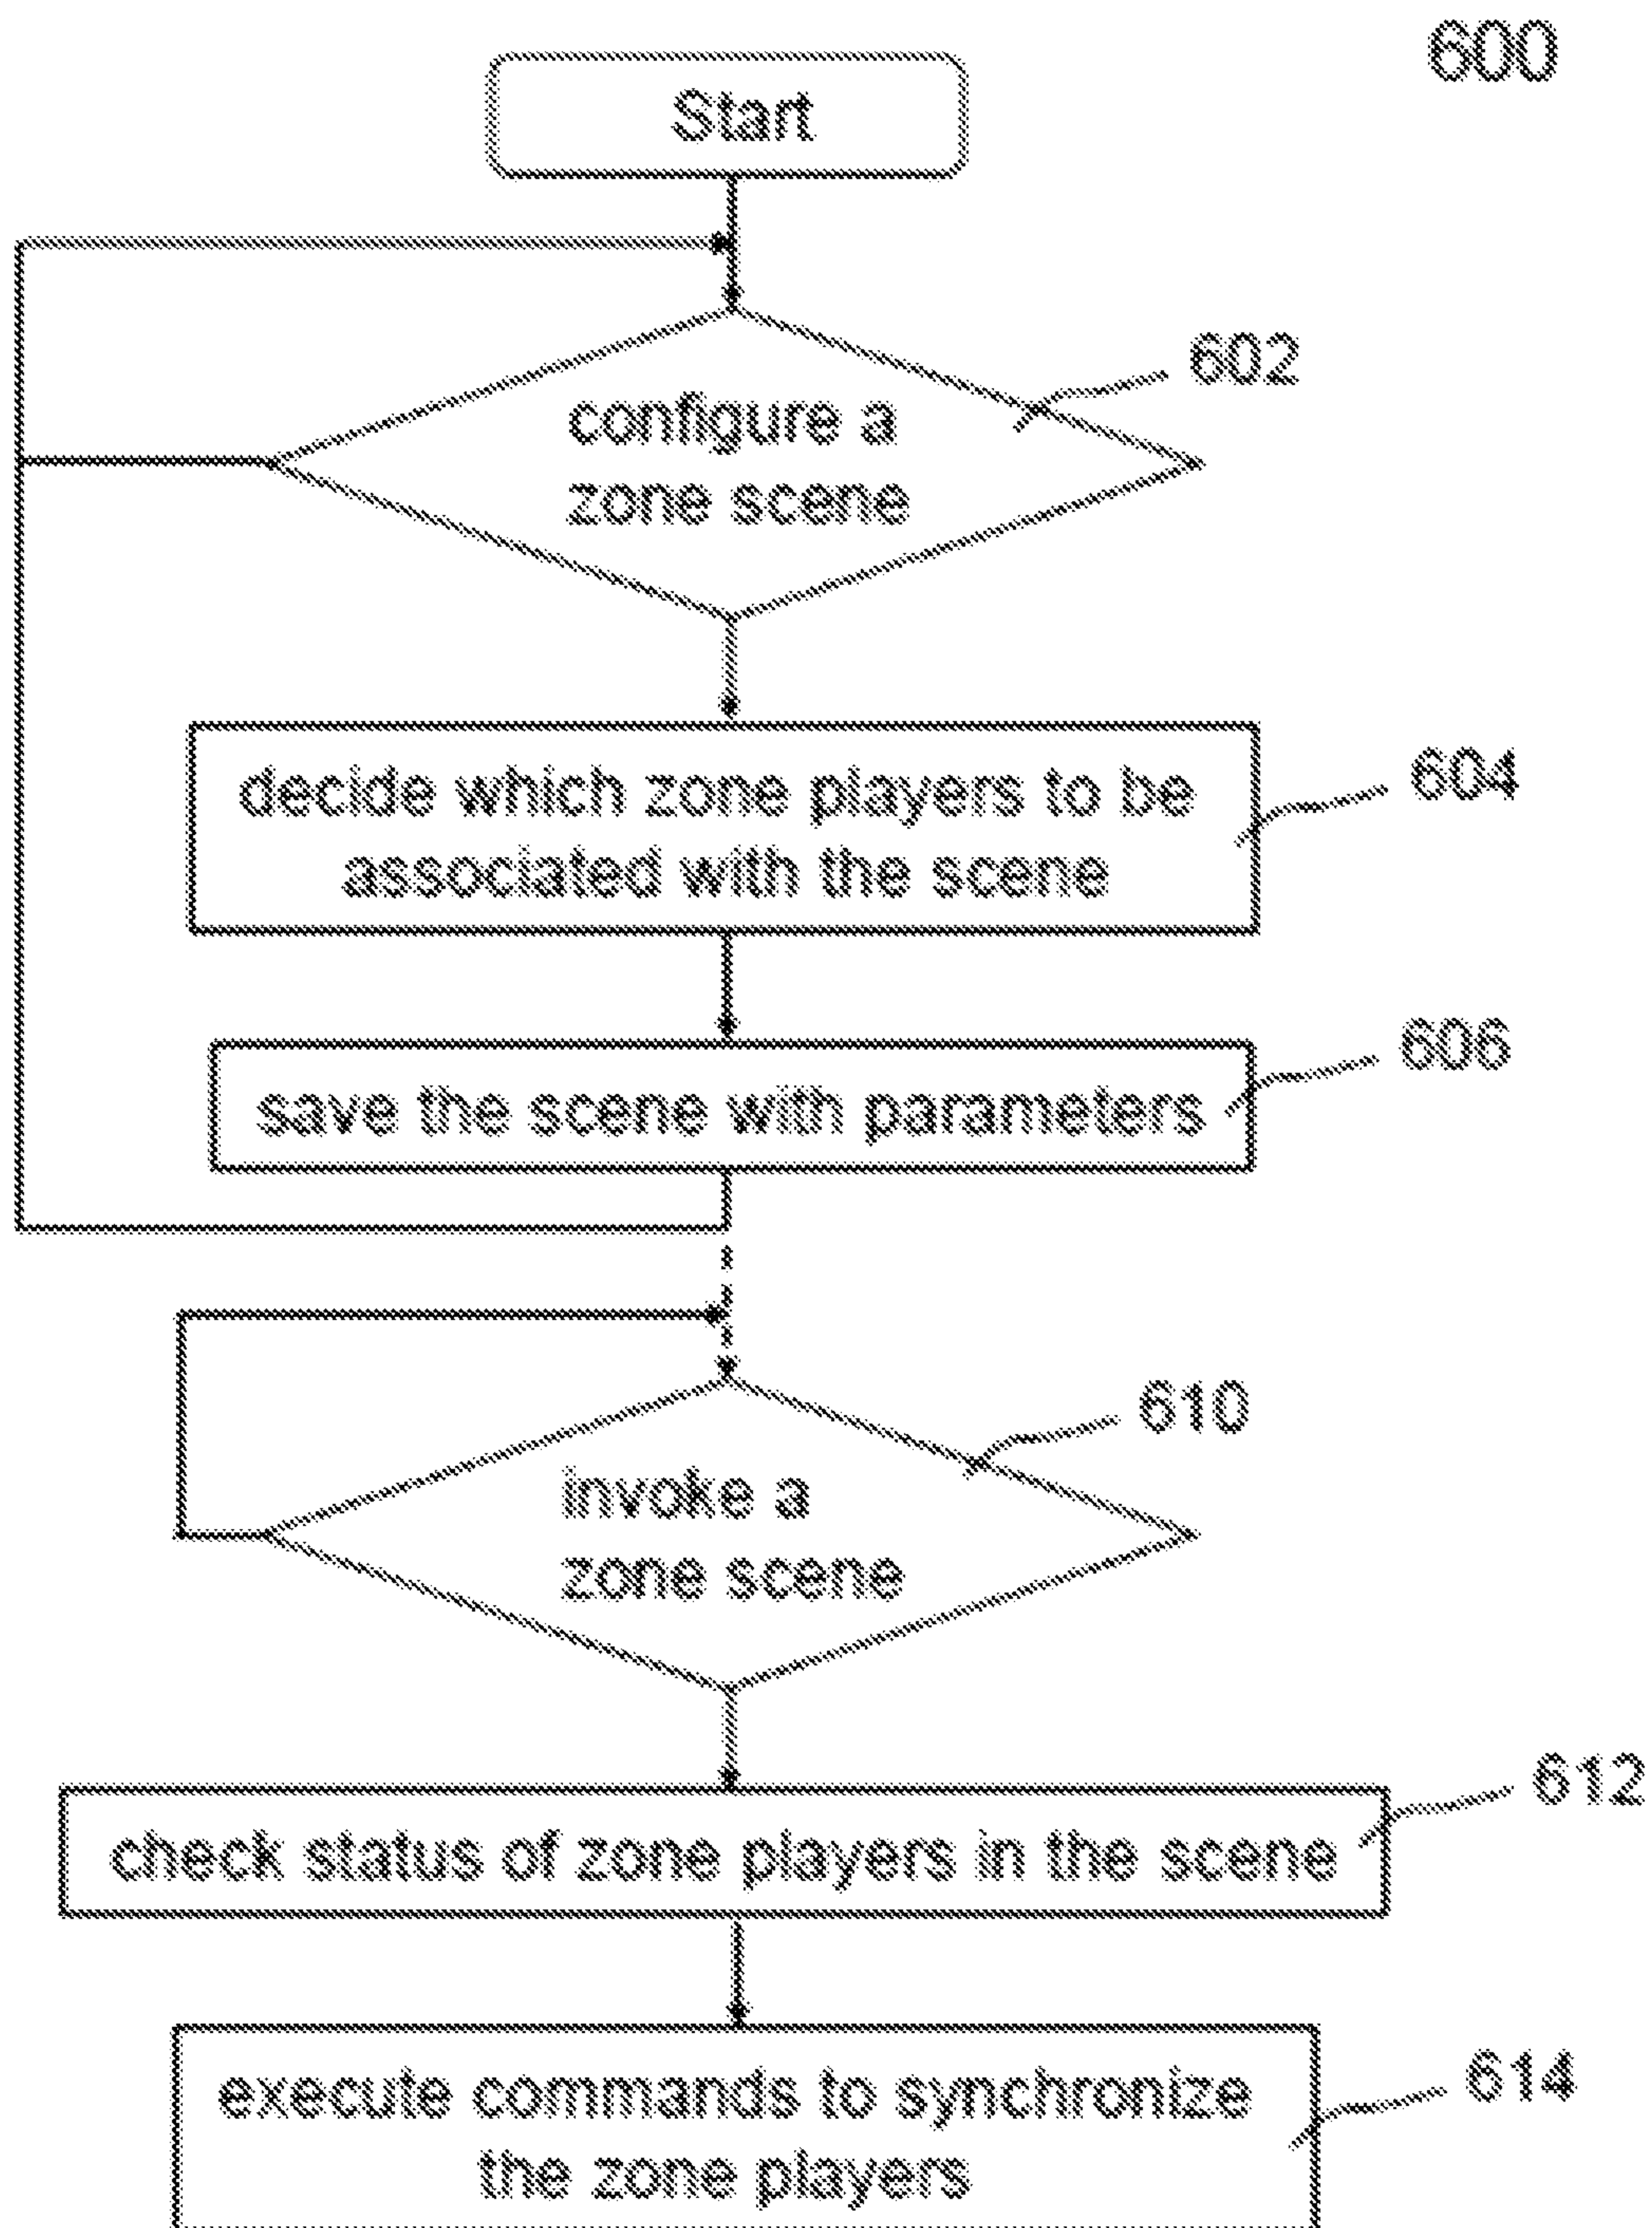 600
Start
configure a
zone scene
602
decide which zone players to be
associated with the scene
604
save the scene with parameters
606
invoke a
zone scene
610
check status of zone players in the scene
612
execute commands to synchronize
the zone players
614